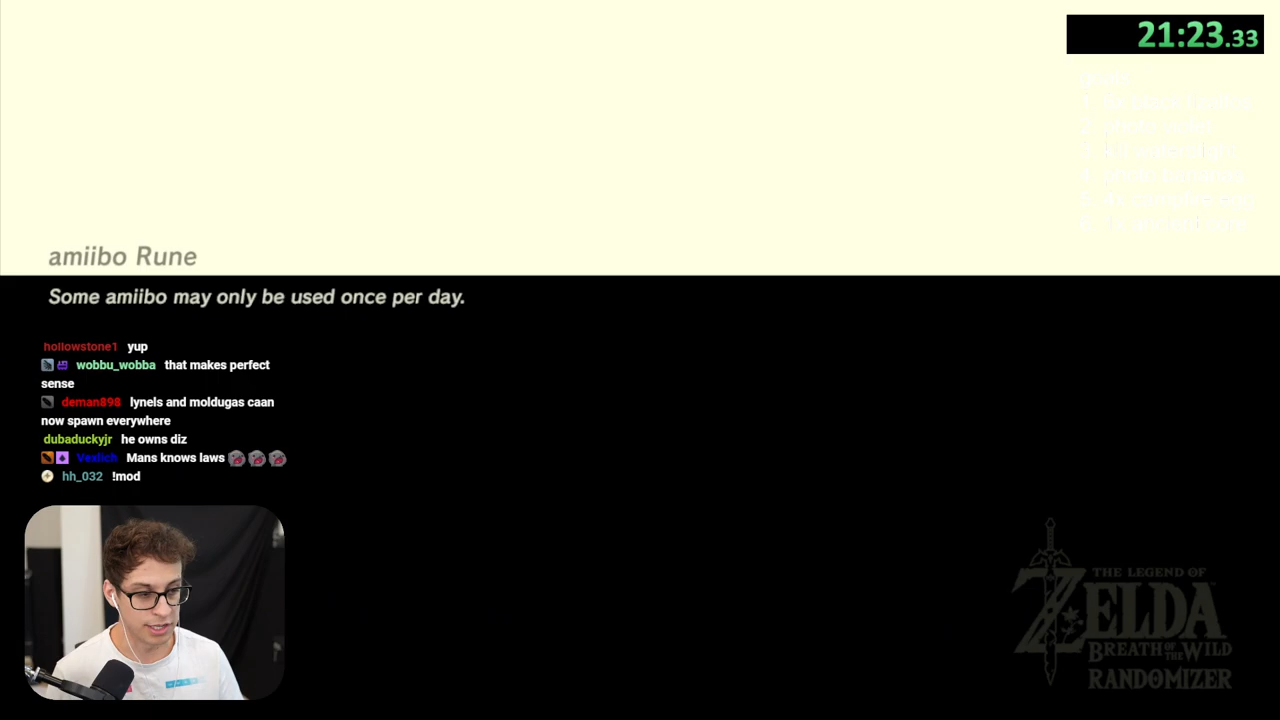 21:23.33
amiibo Rune
Some amiibo may only be used once per day.
hollowstone1 yup
wobbu_wobba that makes perfect
sense
deman898 lynels and moldugas caan
now spawn everywhere
dubaduckyjr he owns diz
Vexlich Mans knows laws
hh_032 !mod
THE LEGEND OF
ZELDA
BREATH OF THE WILD
RANDOMIZER